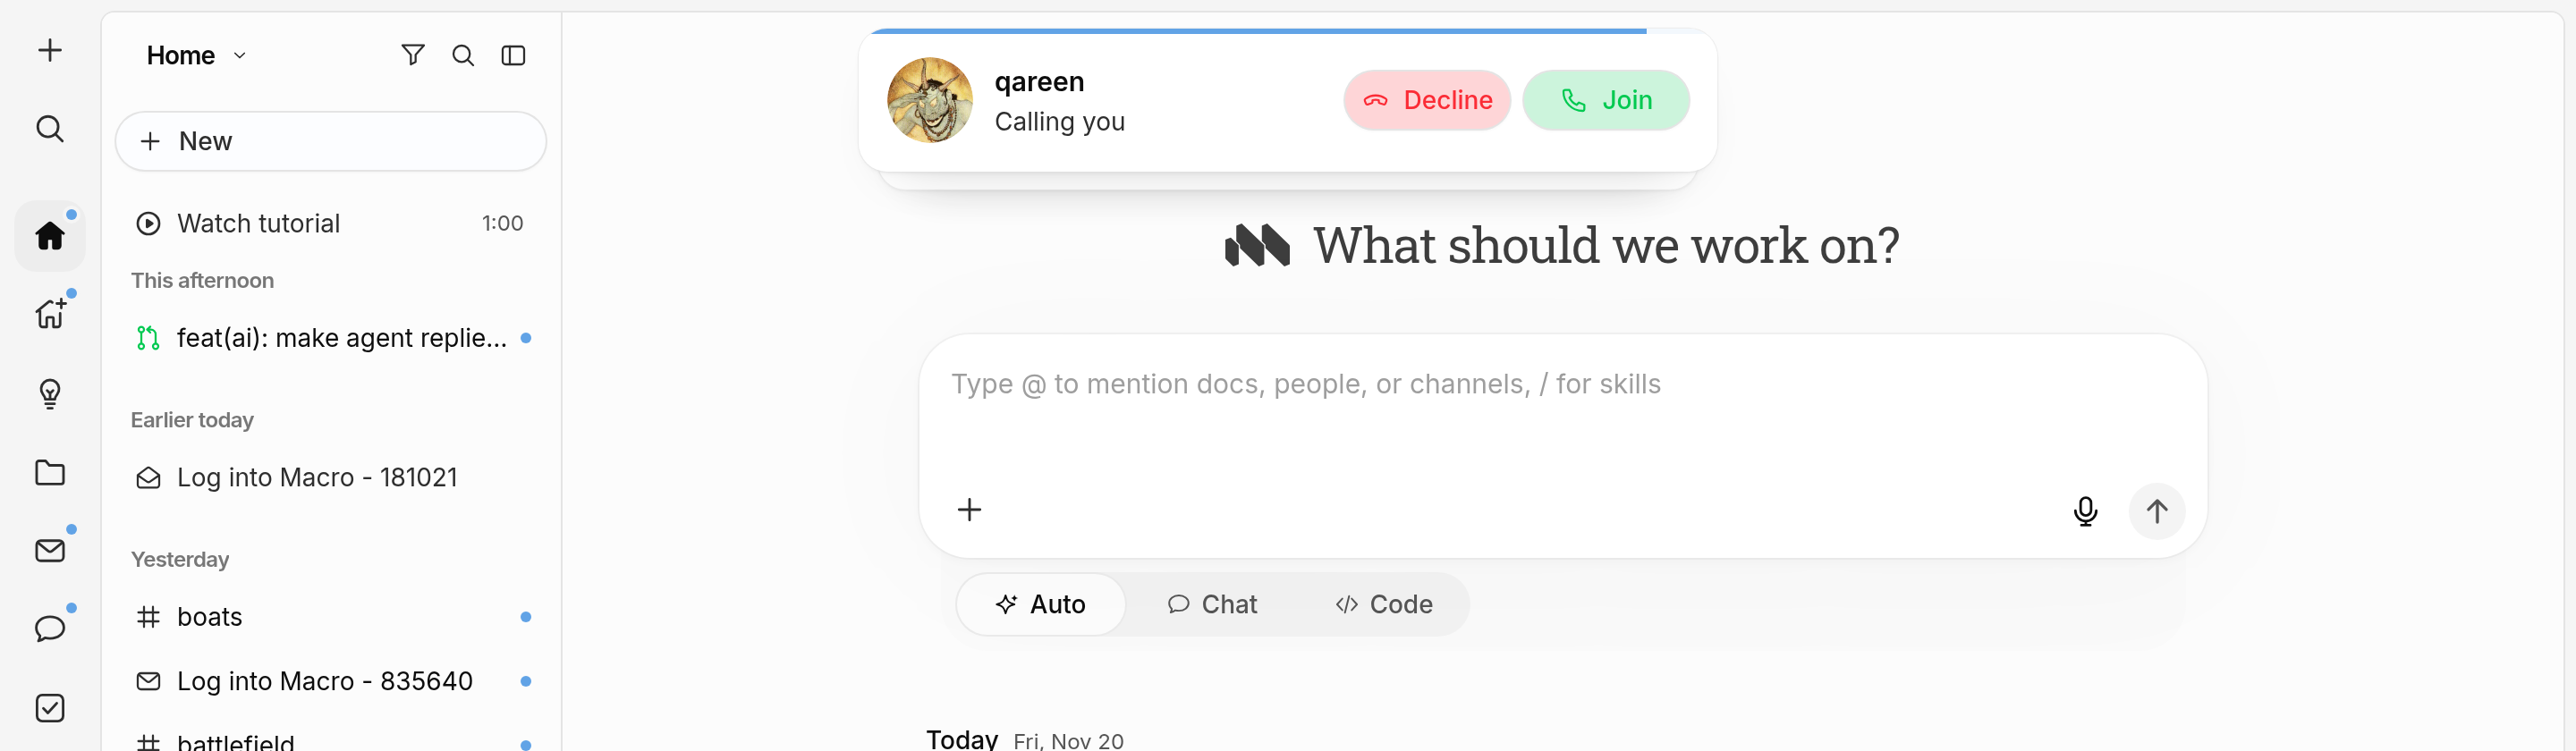 Home
New
Watch tutorial 1:00
This afternoon
feat(ai): make agent replie...
Earlier today
Log into Macro - 181021
Yesterday
boats
Log into Macro - 835640
battlefield
qareen
Calling you
Decline
Join
What should we work on?
Type @ to mention docs, people, or channels, / for skills
Auto
Chat
Code
Today Fri, Nov 20